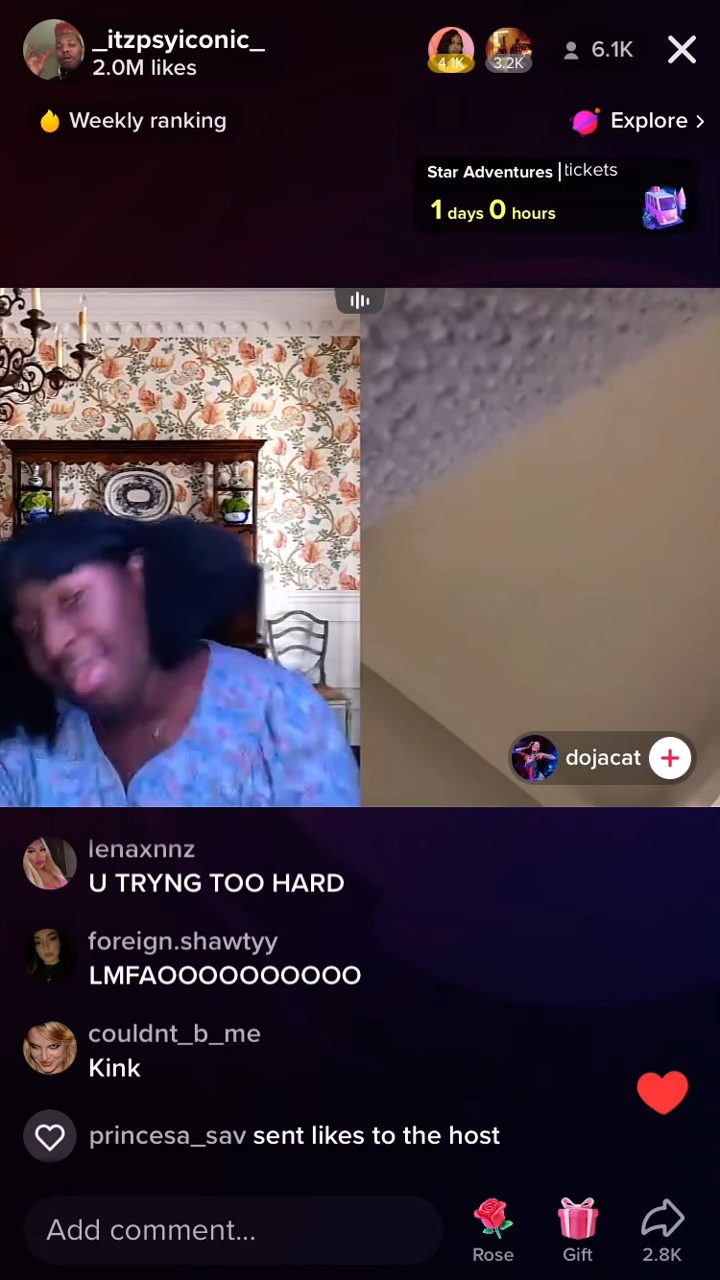 _itzpsyiconic_
2.0M likes
4.1K
3.2K
6.1K
Weekly ranking
Explore
Star Adventures | tickets
1 days 0 hours
dojacat
lenaxnnz
U TRYNG TOO HARD
foreign.shawtyy
LMFAOOOOOOOOOO
couldnt_b_me
Kink
princesa_sav sent likes to the host
Add comment...
Rose
Gift
2.8K